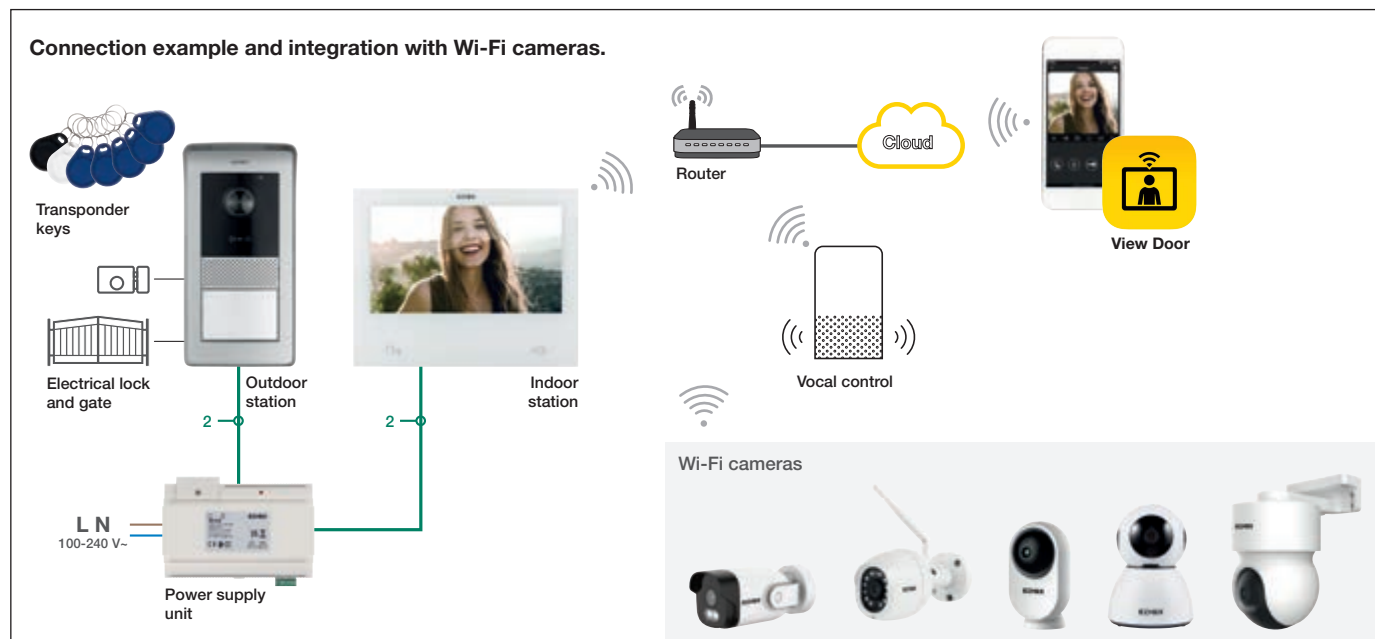 Connection example and integration with Wi-Fi cameras.
Transponder
keys
Electrical lock
and gate
Outdoor
station
Indoor
station
2
2
L N
100-240 V~
Power supply
unit
Router
Cloud
View Door
Vocal control
Wi-Fi cameras